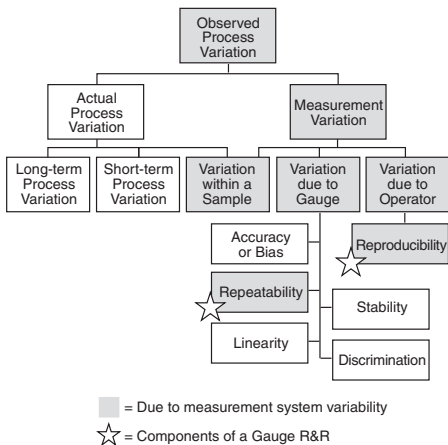 Observed
Process
Variation
Actual
Process
Variation
Measurement
Variation
Long-term
Process
Variation
Short-term
Process
Variation
Variation
within a
Sample
Variation
due to
Gauge
Variation
due to
Operator
Accuracy
or Bias
Reproducibility
Repeatability
Stability
Linearity
Discrimination
= Due to measurement system variability
= Components of a Gauge R&R